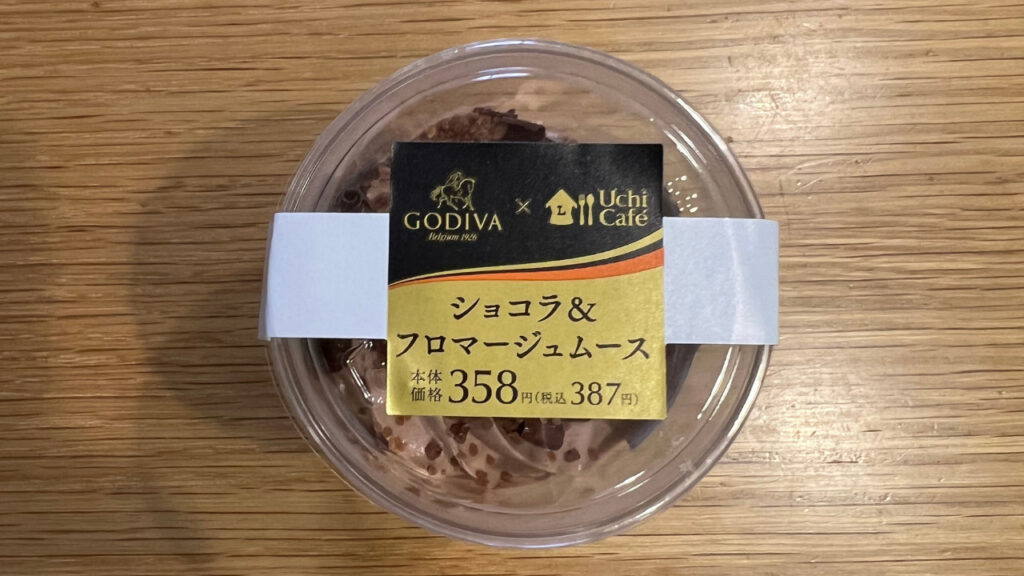 GODIVA
Belgium 1926
×
L
Uchi
Café
ショコラ&
フロマージュムース
本体
価格 358円(税込 387円)